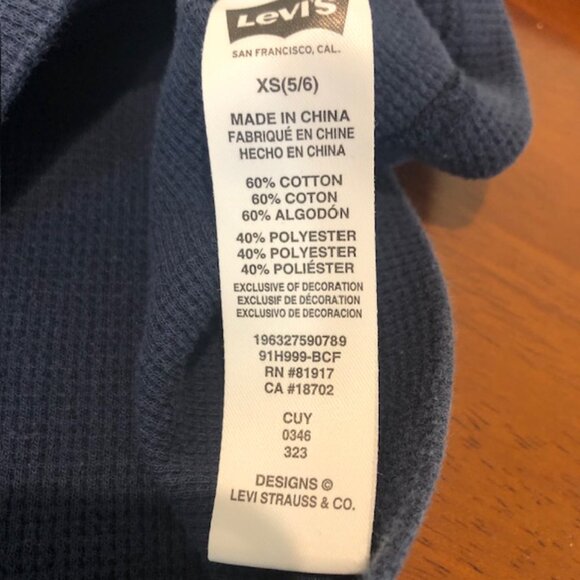 Levi's
SAN FRANCISCO, CAL.
XS(5/6)
MADE IN CHINA
FABRIQUÉ EN CHINE
HECHO EN CHINA
60% COTTON
60% COTON
60% ALGODÓN
40% POLYESTER
40% POLYESTER
40% POLIÉSTER
EXCLUSIVE OF DECORATION
EXCLUSIF DE DÉCORATION
EXCLUSIVO DE DECORACION
196327590789
91H999-BCF
RN #81917
CA #18702
CUY
0346
323
DESIGNS ©
LEVI STRAUSS & CO.